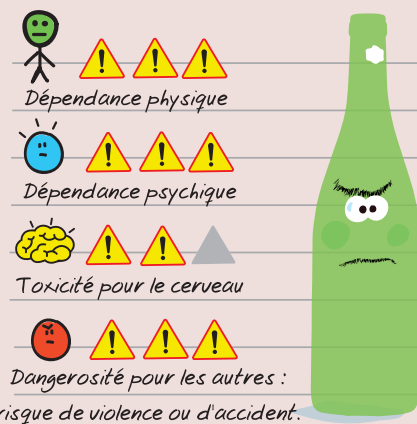 Dépendance physique
Dépendance psychique
Toxicité pour le cerveau
Dangerosité pour les autres :
risque de violence ou d'accident.